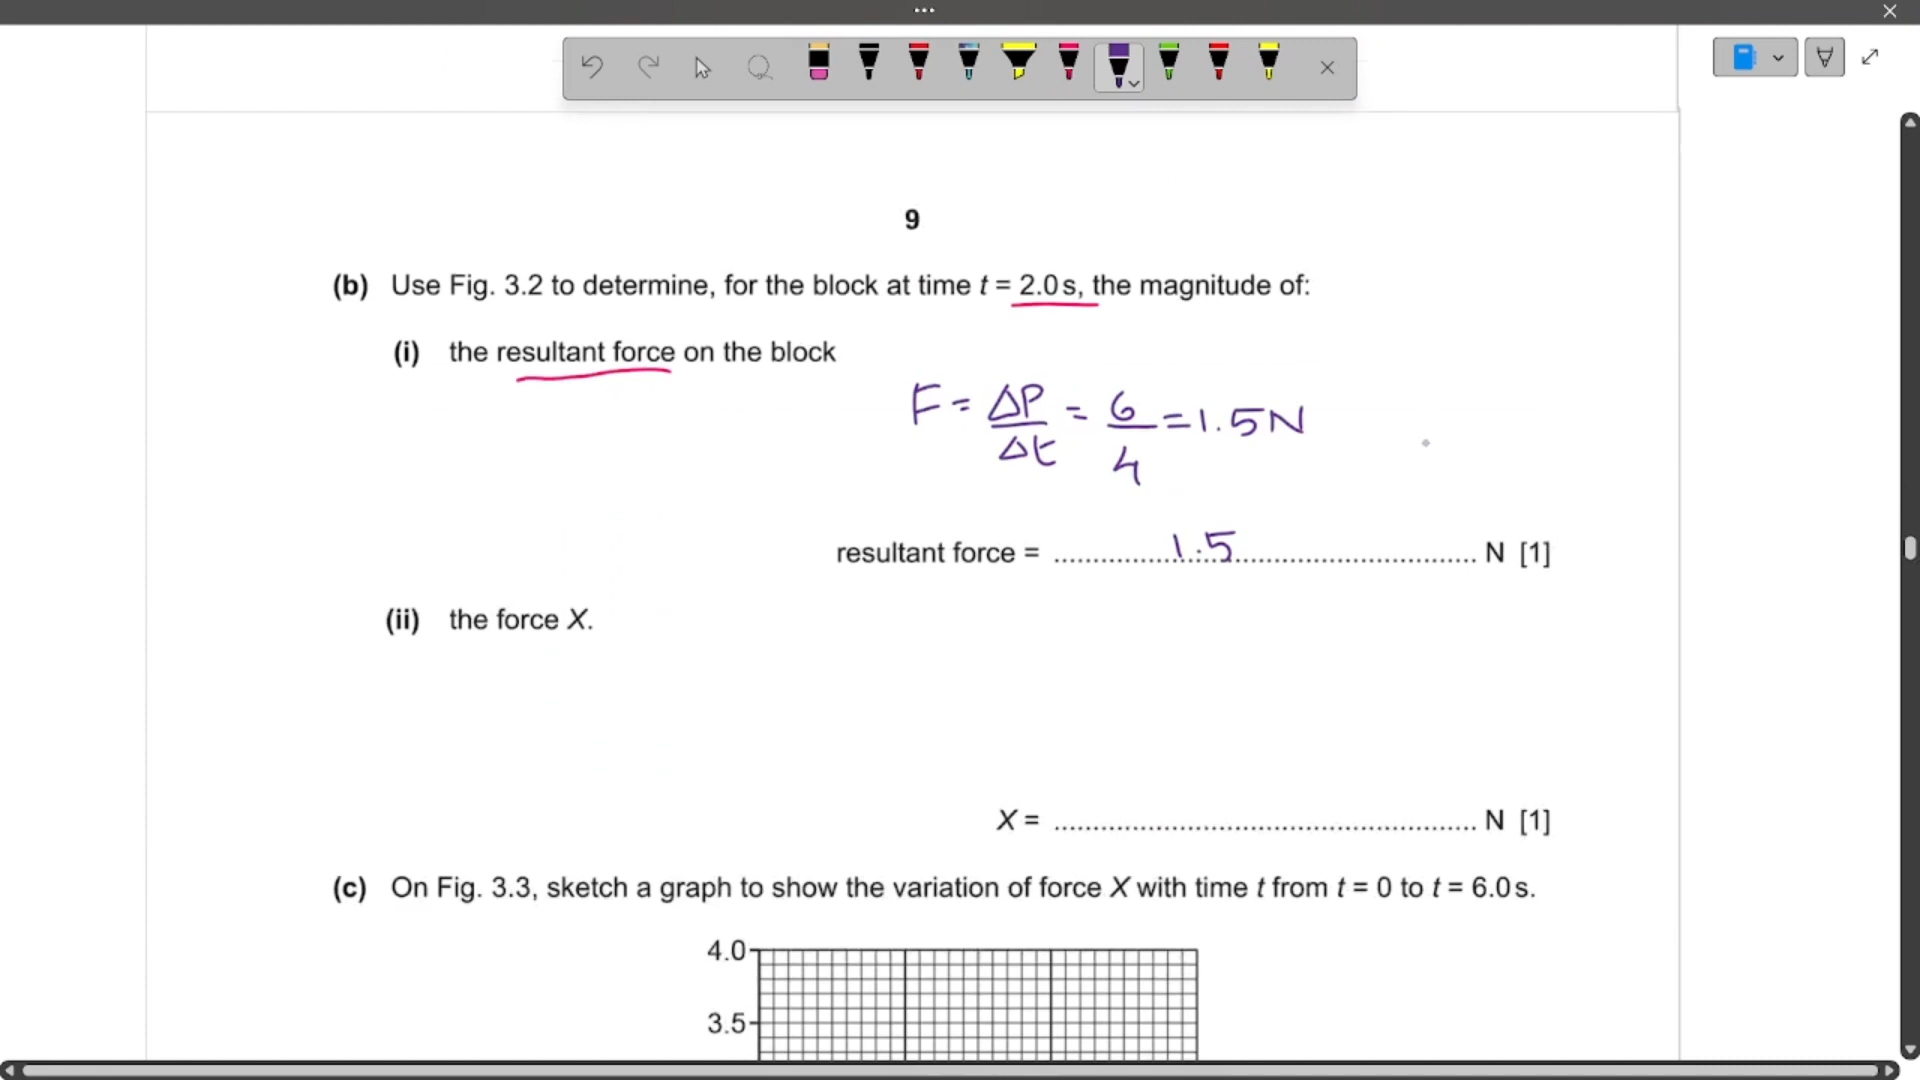 9
(b) Use Fig. 3.2 to determine, for the block at time t = 2.0 s, the magnitude of:
(i) the resultant force on the block
F = ΔP/Δt = 6/4 = 1.5 N
resultant force = ........ 1.5 ........ N [1]
(ii) the force X.
X = ................ N [1]
(c) On Fig. 3.3, sketch a graph to show the variation of force X with time t from t = 0 to t = 6.0 s.
4.0
3.5